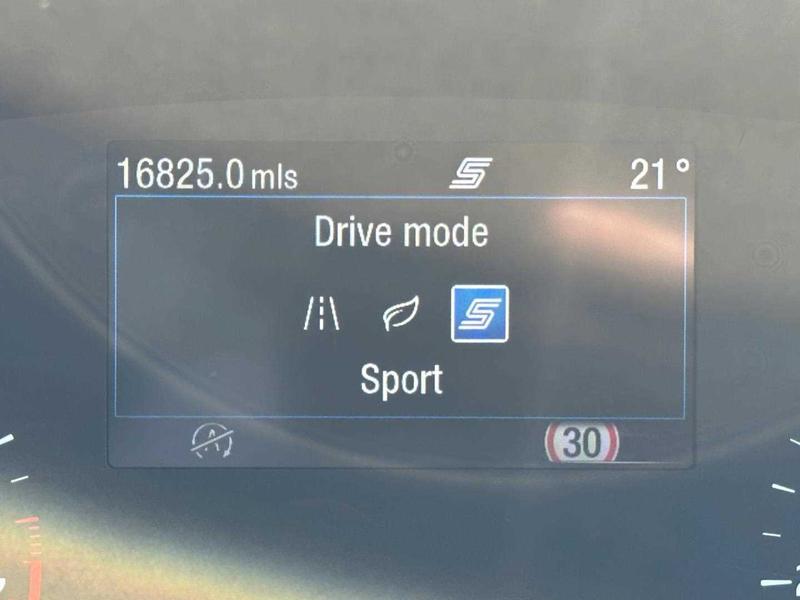 16825.0 mls S 21°
Drive mode
S
Sport
A 30